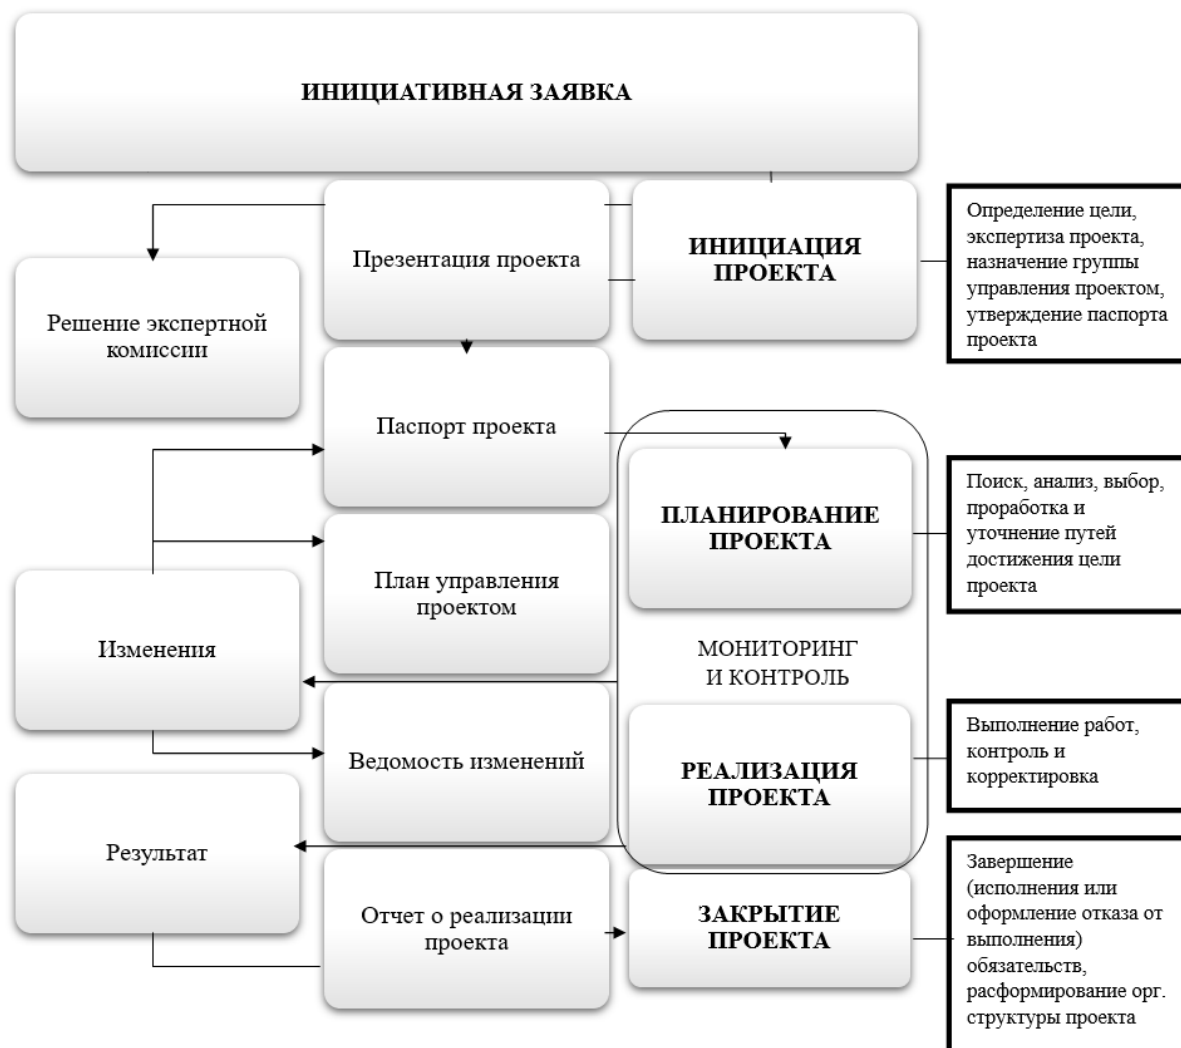 ИНИЦИАТИВНАЯ ЗАЯВКА
Презентация проекта
ИНИЦИАЦИЯ
ПРОЕКТА
Определение цели,
экспертиза проекта,
назначение группы
управления проектом,
утверждение паспорта
проекта
Решение экспертной
комиссии
Паспорт проекта
ПЛАНИРОВАНИЕ
ПРОЕКТА
Поиск, анализ, выбор,
проработка и
уточнение путей
достижения цели
проекта
План управления
проектом
Изменения
МОНИТОРИНГ
И КОНТРОЛЬ
Ведомость изменений
РЕАЛИЗАЦИЯ
ПРОЕКТА
Выполнение работ,
контроль и
корректировка
Результат
Отчет о реализации
проекта
ЗАКРЫТИЕ
ПРОЕКТА
Завершение
(исполнения или
оформление отказа от
выполнения)
обязательств,
расформирование орг.
структуры проекта